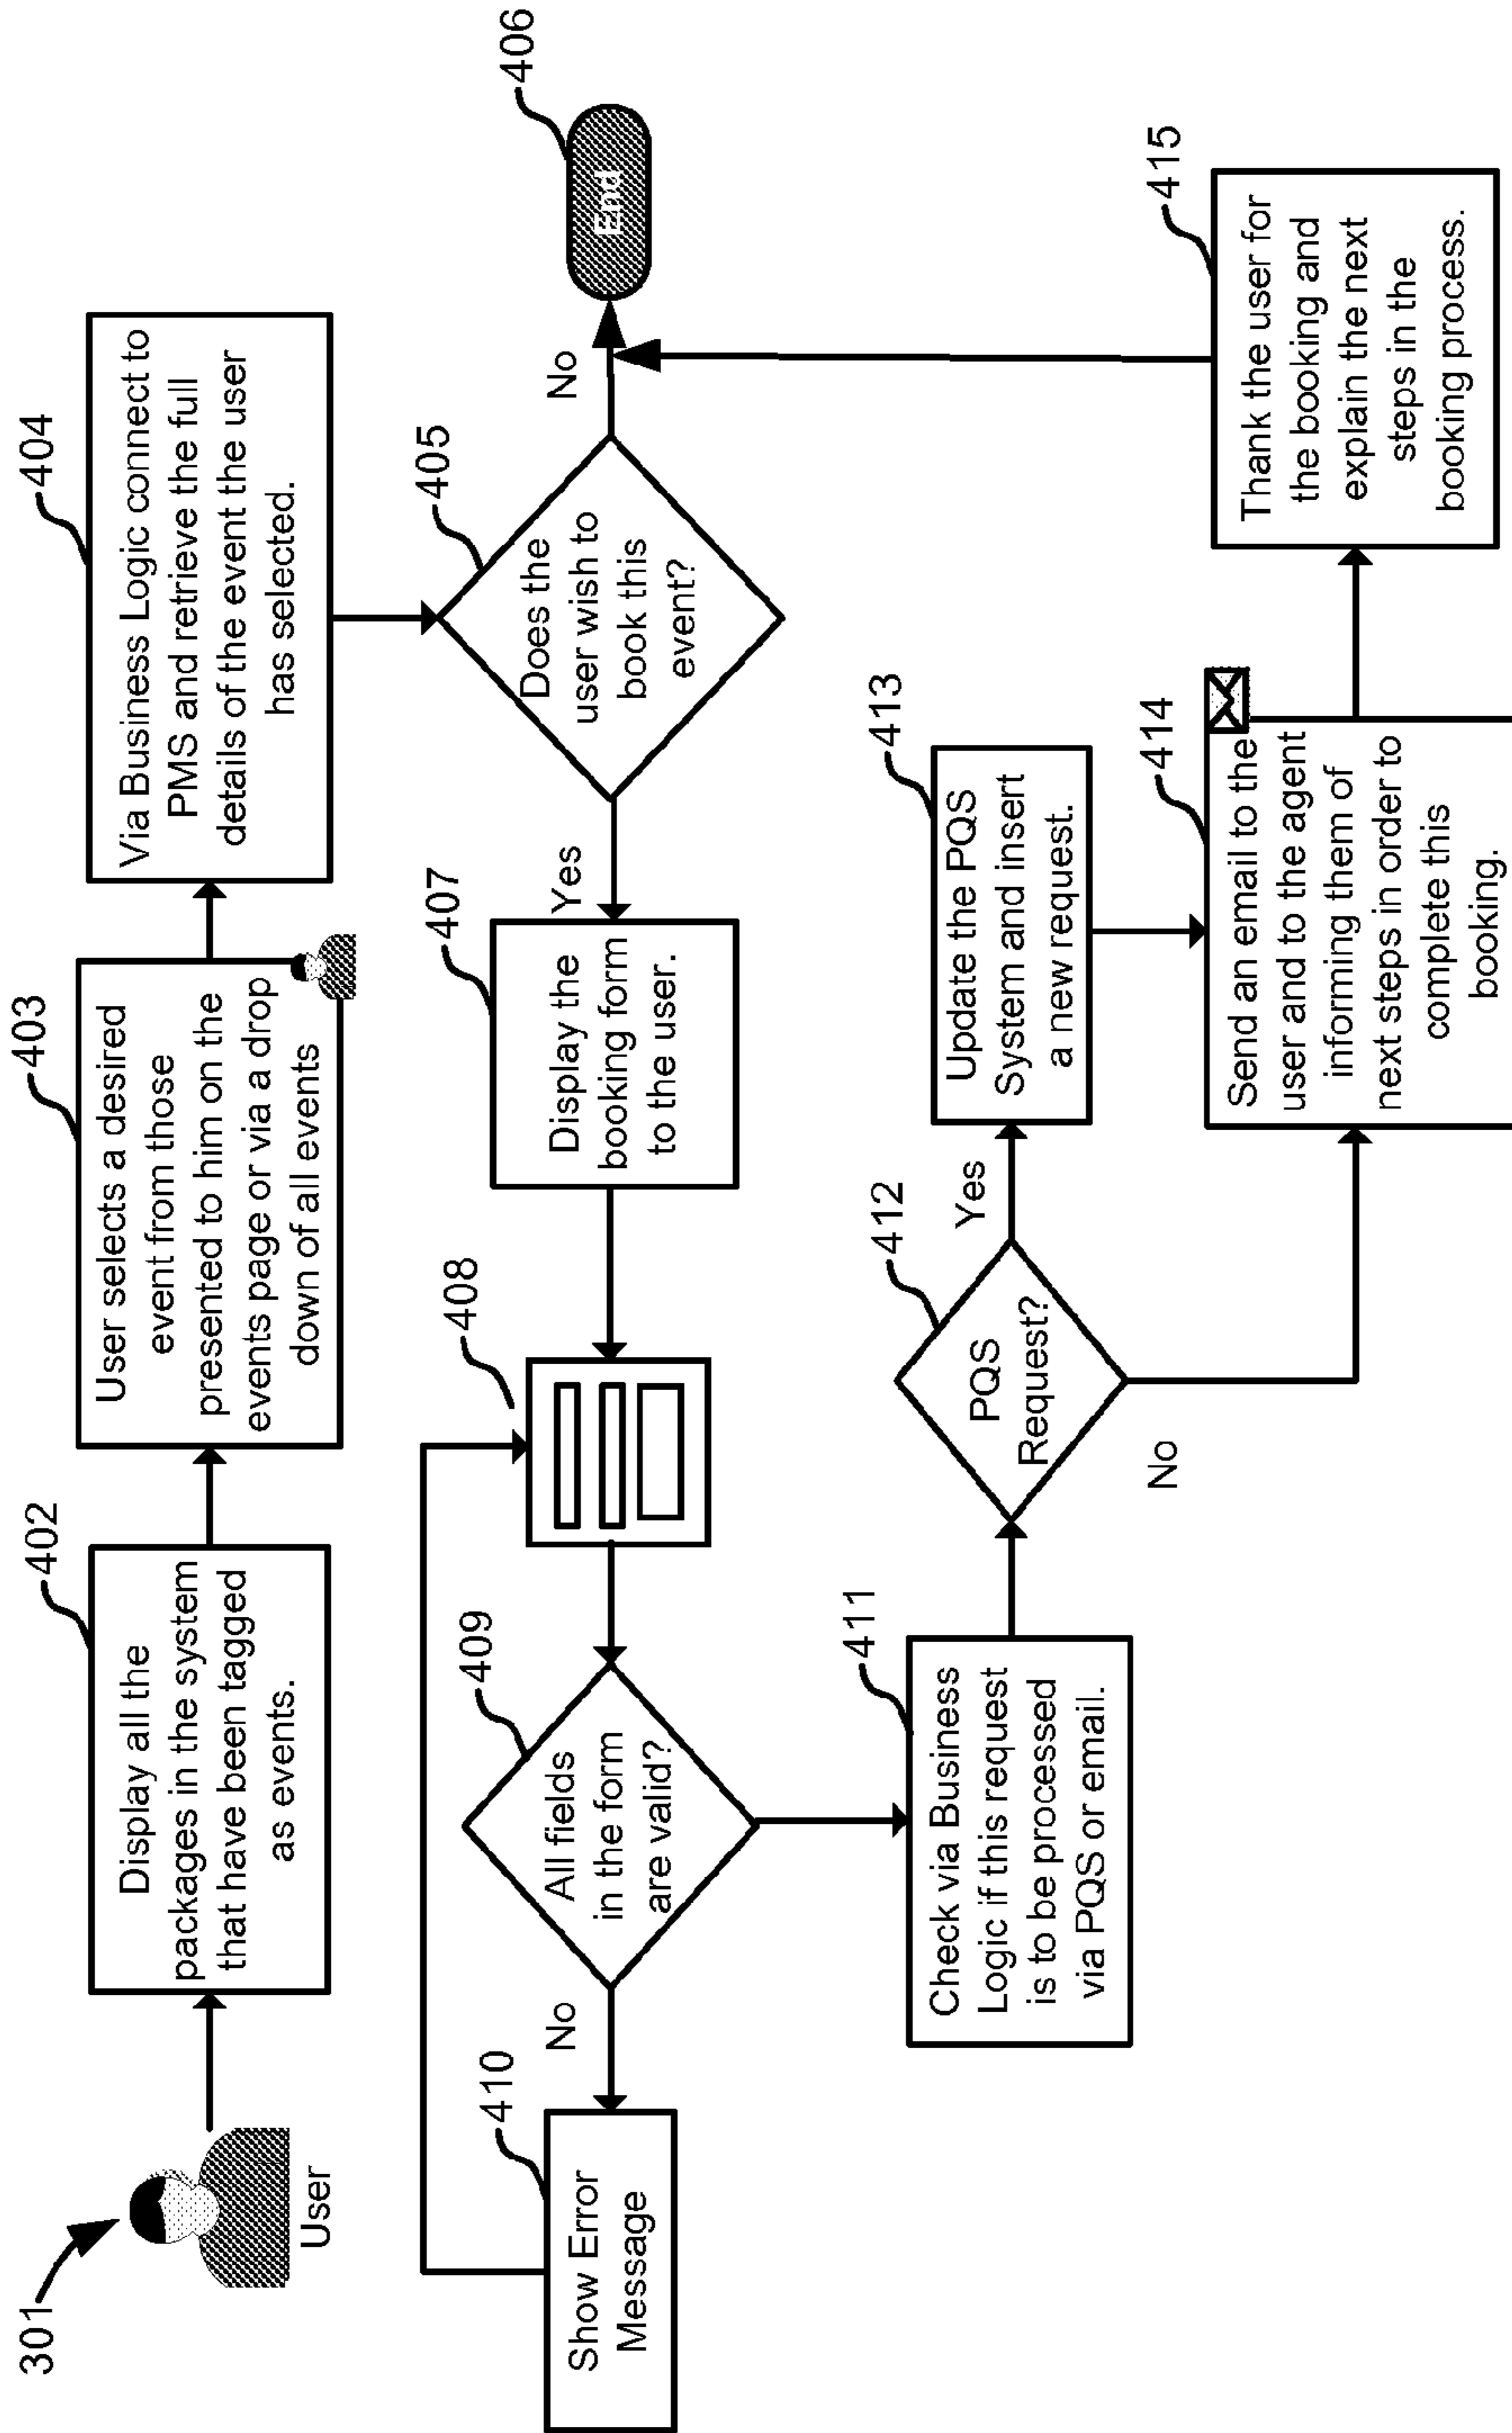 301
User
402
Display all the
packages in the system
that have been tagged
as events.
403
User selects a desired
event from those
presented to him on the
events page or via a drop
down of all events
404
Via Business Logic connect to
PMS and retrieve the full
details of the event the user
has selected.
405
Does the
user wish to
book this
event?
No
406
End
Yes
407
Display the
booking form
to the user.
408
409
All fields
in the form
are valid?
No
410
Show Error
Message
411
Check via Business
Logic if this request
is to be processed
via PQS or email.
412
PQS
Request?
Yes
No
413
Update the PQS
System and insert
a new request.
414
Send an email to the
user and to the agent
informing them of
next steps in order to
complete this
booking.
415
Thank the user for
the booking and
explain the next
steps in the
booking process.